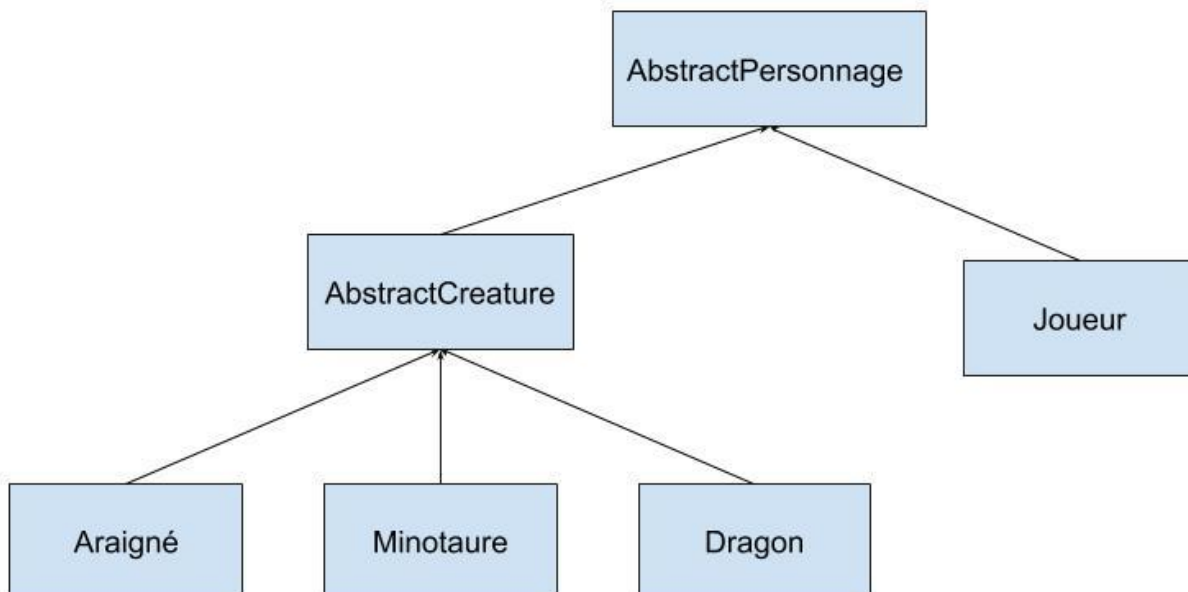 AbstractPersonnage
AbstractCreature
Joueur
Araigné
Minotaure
Dragon